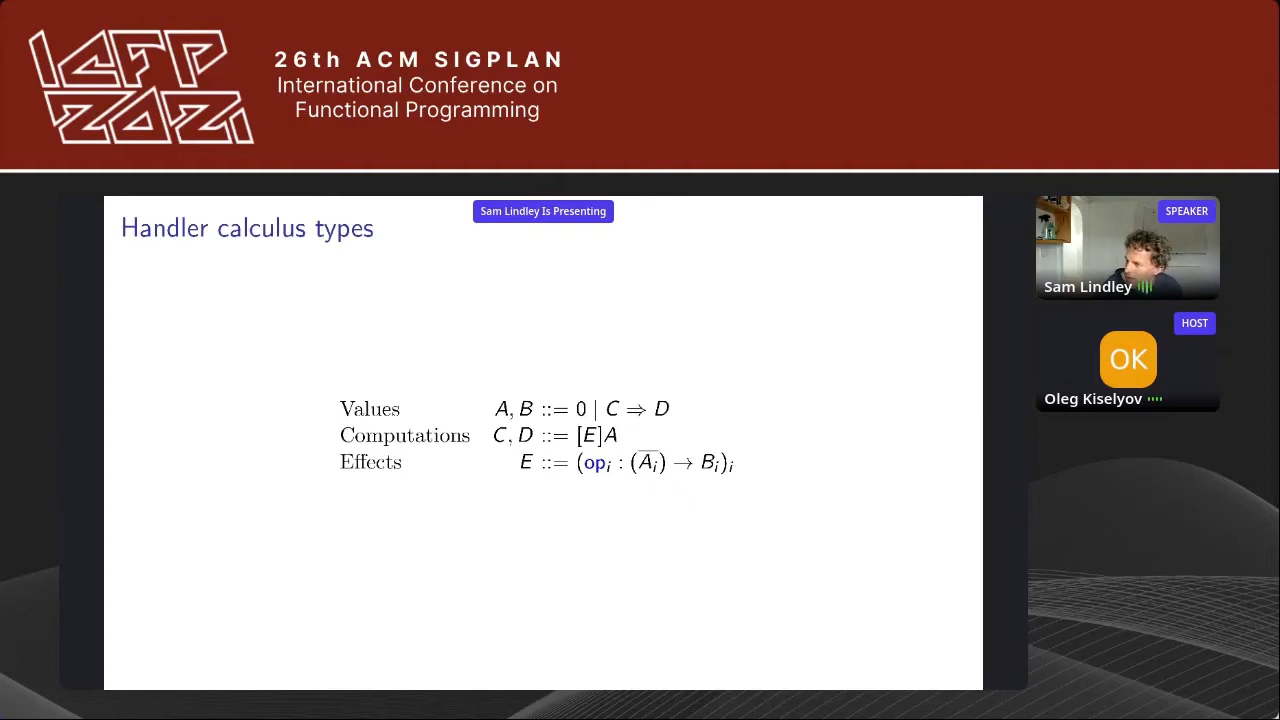 ICFP
2021
26th ACM SIGPLAN
International Conference on
Functional Programming
Handler calculus types
Sam Lindley Is Presenting
SPEAKER
Sam Lindley
HOST
OK
Oleg Kiselyov
Values A, B ::= 0 | C ⇒ D
Computations C, D ::= [E]A
Effects E ::= (opᵢ : (A̅ᵢ) → Bᵢ)ᵢ